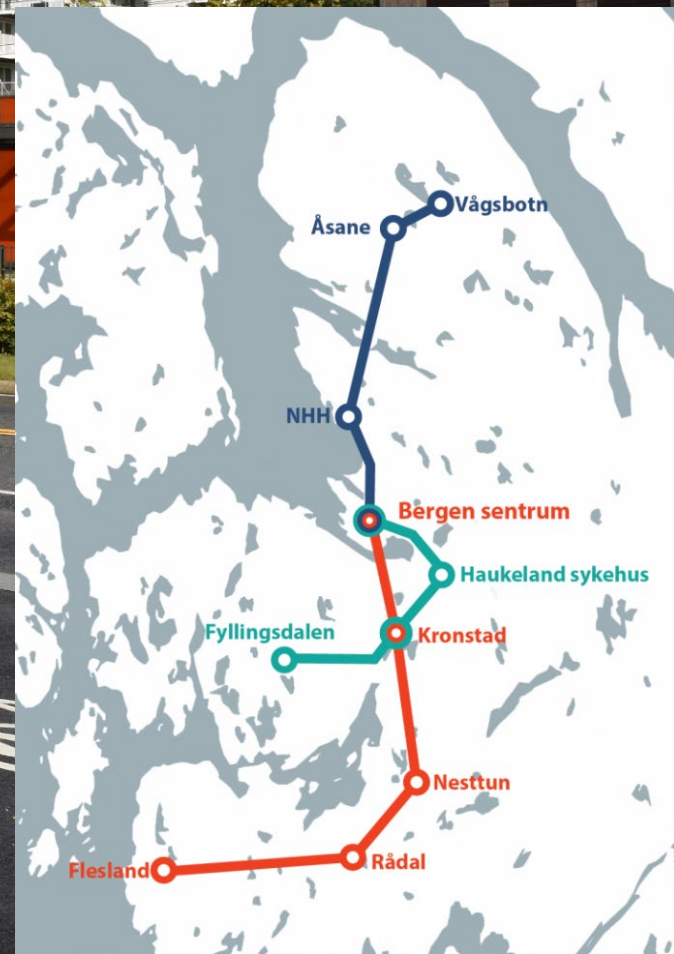 Vågsbotn
Åsane
NHH
Bergen sentrum
Haukeland sykehus
Fyllingsdalen
Kronstad
Nesttun
Rådal
Flesland